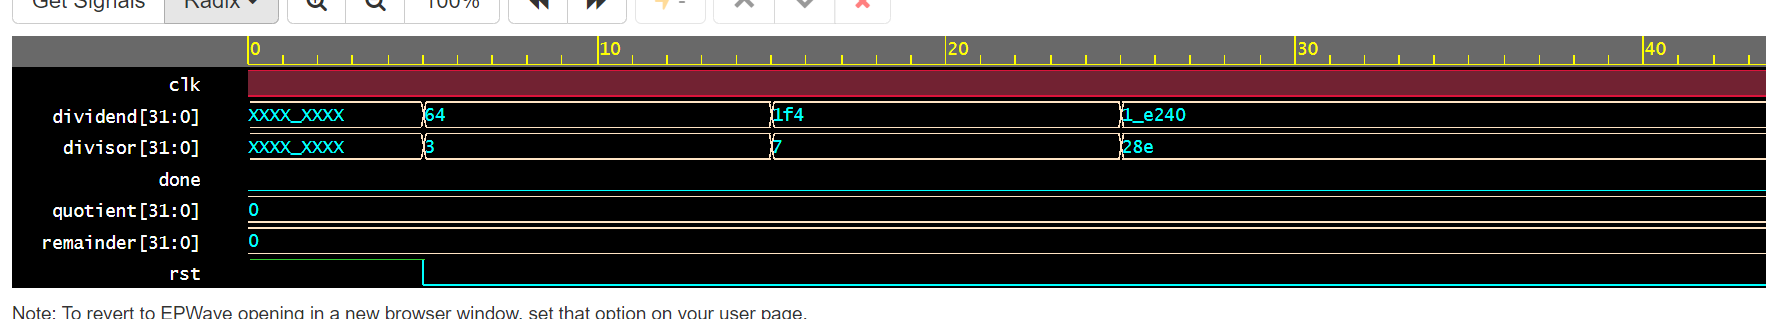 Get Signals Radix 100% -
0 10 20 30 40
clk
dividend[31:0] XXXX_XXXX 64 1f4 1_e240
divisor[31:0] XXXX_XXXX 3 7 28e
done
quotient[31:0] 0
remainder[31:0] 0
rst
Note: To revert to EPWave opening in a new browser window, set that option on your user page.